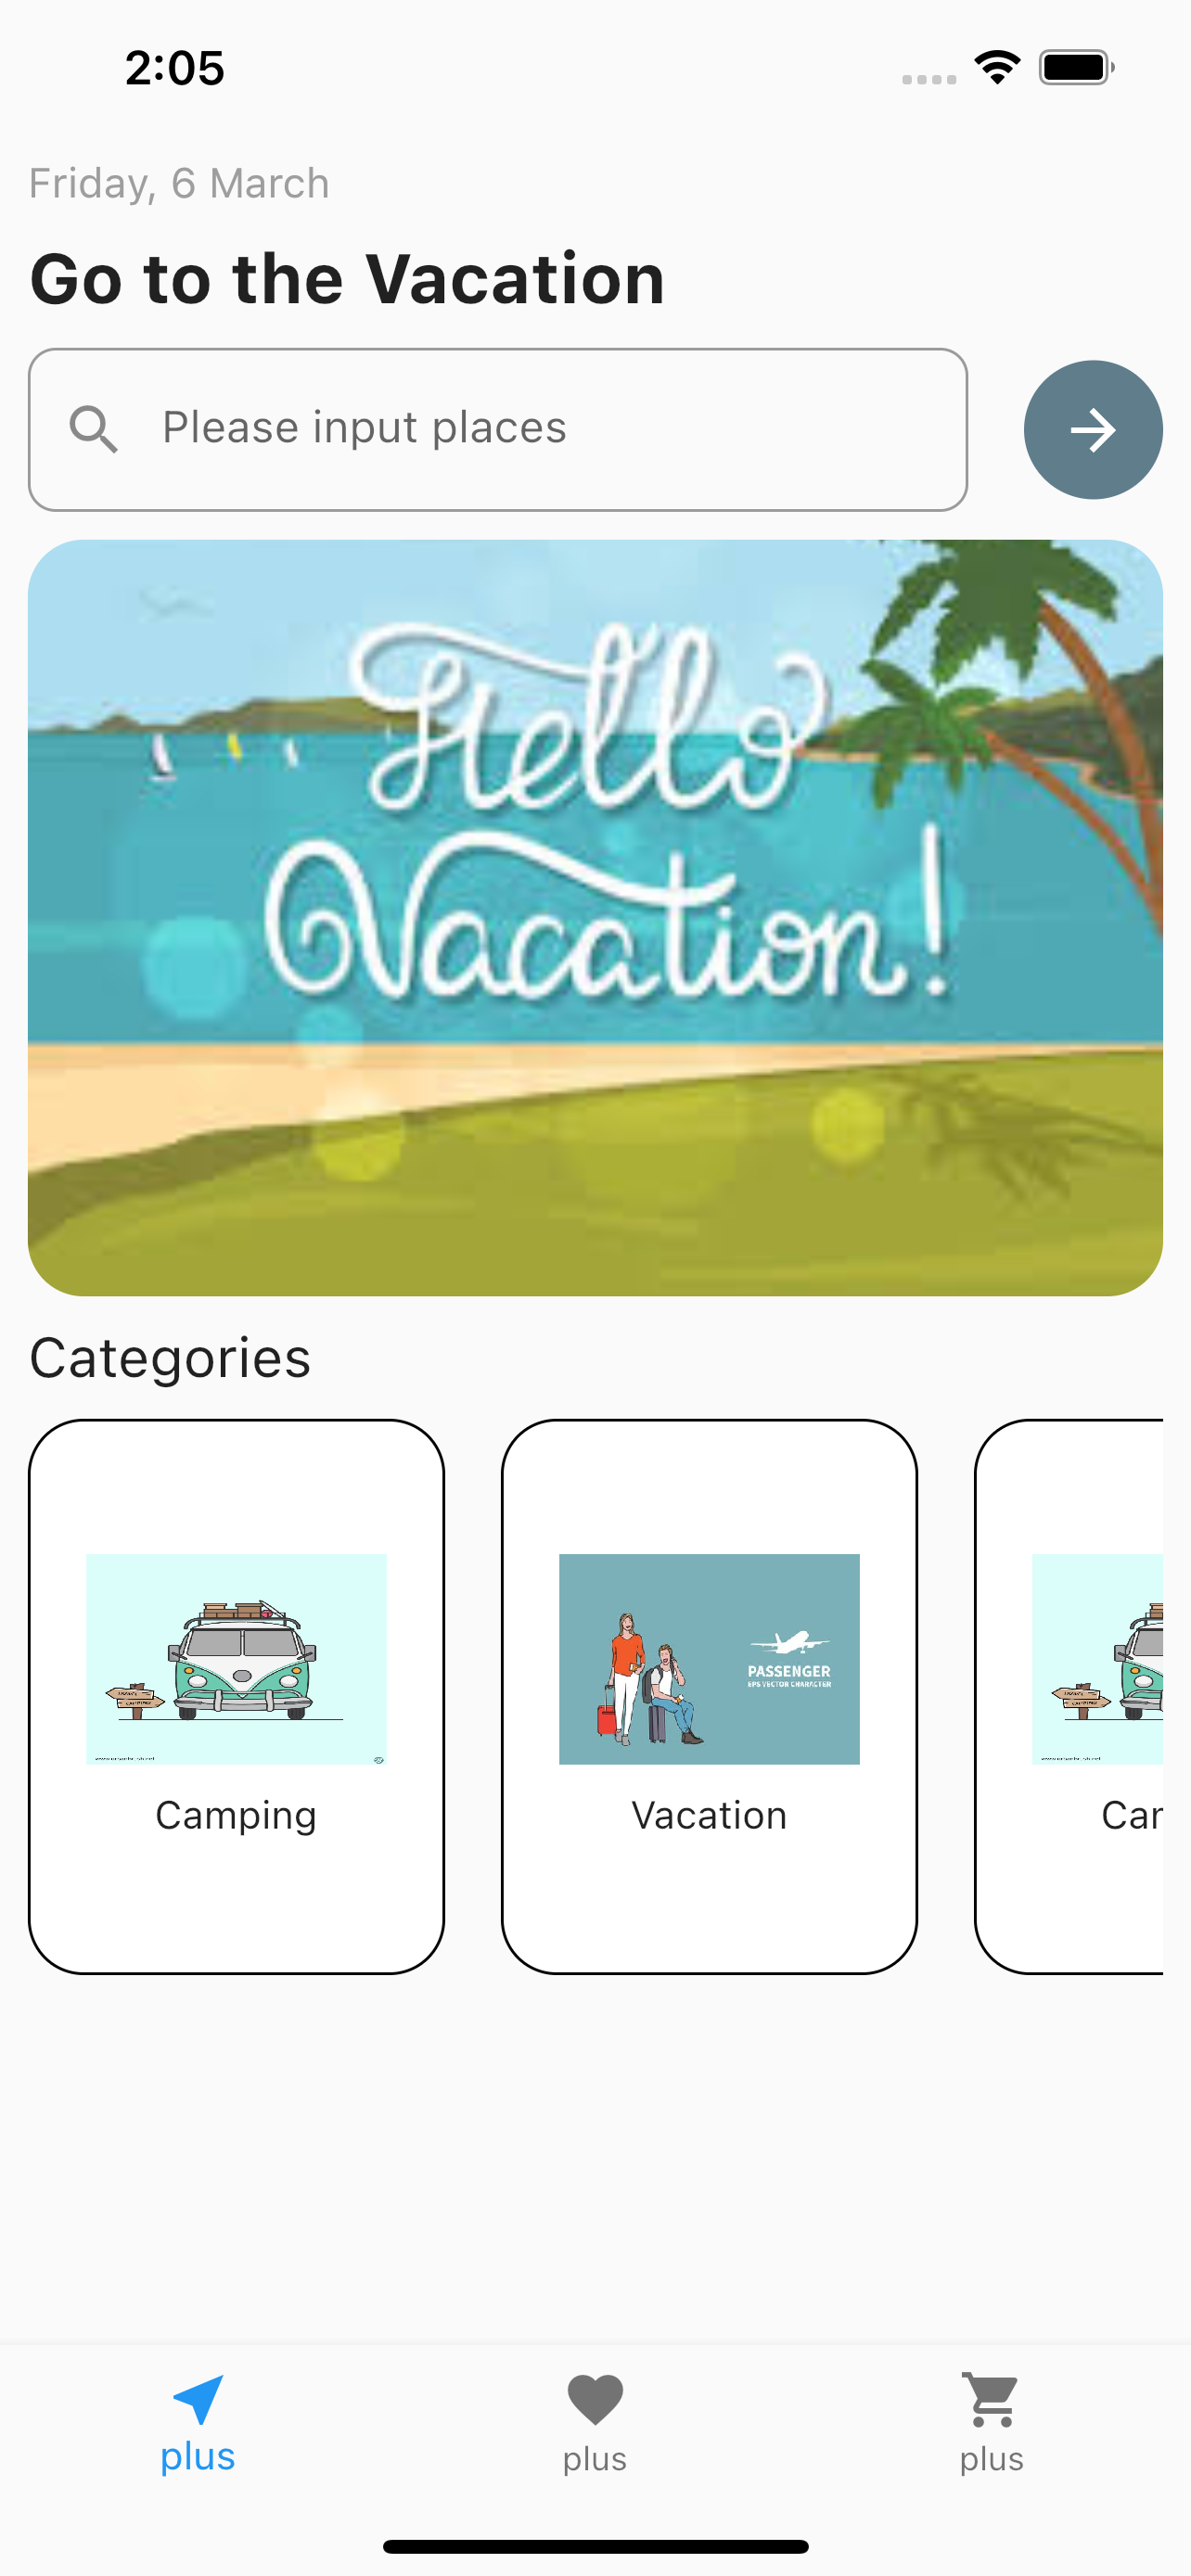 2:05
Friday, 6 March
Go to the Vacation
Please input places
Hello
Vacation!
Categories
PASSENGER
EPS VECTOR CHARACTER
Camping
Vacation
Car
plus
plus
plus